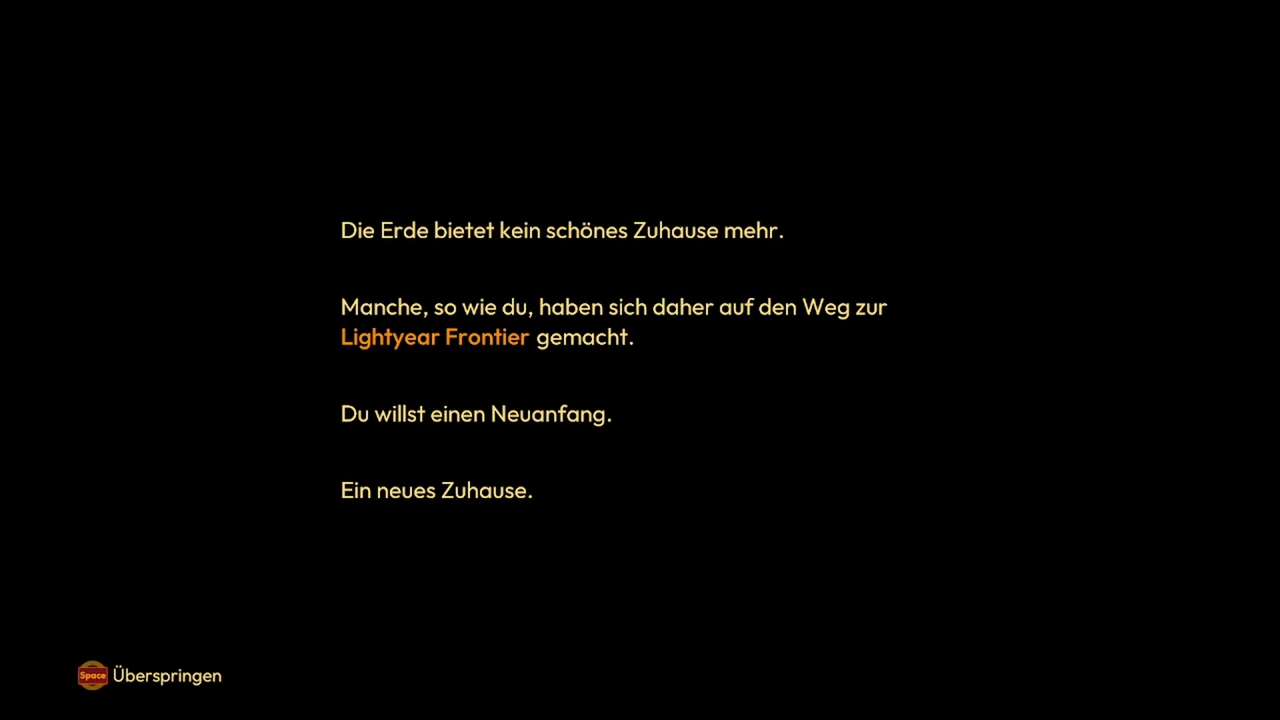 Die Erde bietet kein schönes Zuhause mehr.
Manche, so wie du, haben sich daher auf den Weg zur
Lightyear Frontier gemacht.
Du willst einen Neuanfang.
Ein neues Zuhause.
Space Überspringen